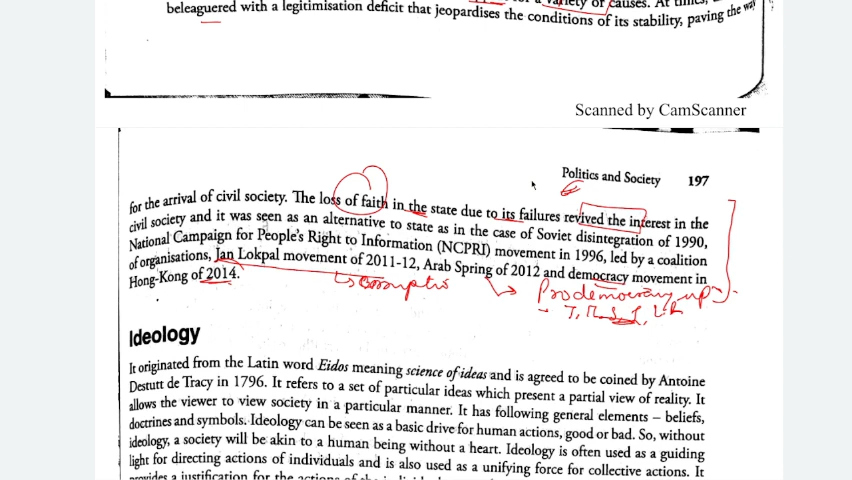 beleaguered with a legitimisation deficit that jeopardises the conditions of its stability, paving the way
Scanned by CamScanner
Politics and Society 197
for the arrival of civil society. The loss of faith in the state due to its failures revived the interest in the
civil society and it was seen as an alternative to state as in the case of Soviet disintegration of 1990,
National Campaign for People's Right to Information (NCPRI) movement in 1996, led by a coalition
of organisations, Jan Lokpal movement of 2011-12, Arab Spring of 2012 and democracy movement in
Hong-Kong of 2014.
Prodemocracy up
Ideology
It originated from the Latin word Eidos meaning science of ideas and is agreed to be coined by Antoine
Destutt de Tracy in 1796. It refers to a set of particular ideas which present a partial view of reality. It
allows the viewer to view society in a particular manner. It has following general elements – beliefs,
doctrines and symbols. Ideology can be seen as a basic drive for human actions, good or bad. So, without
ideology, a society will be akin to a human being without a heart. Ideology is often used as a guiding
light for directing actions of individuals and is also used as a unifying force for collective actions. It
provides a justification for the actions of the